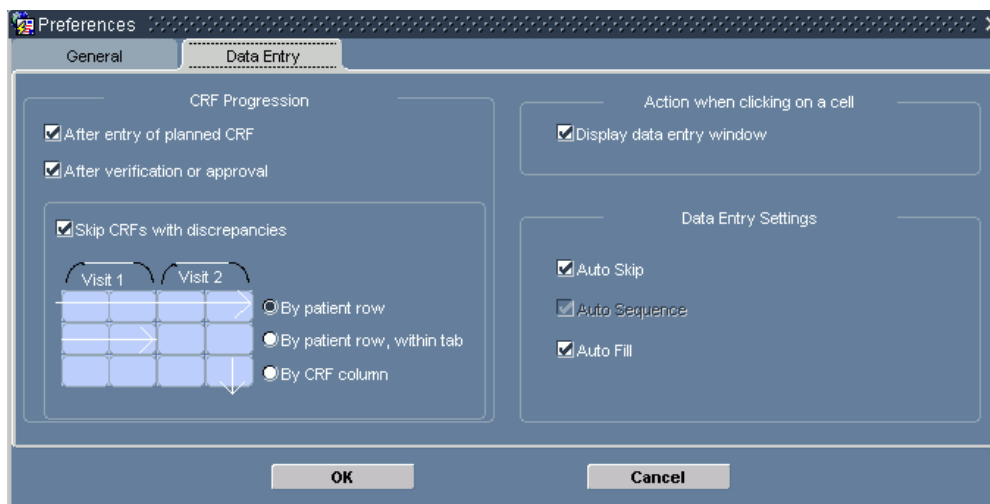 Preferences
General
Data Entry
CRF Progression
After entry of planned CRF
After verification or approval
Skip CRFs with discrepancies
Visit 1
Visit 2
By patient row
By patient row, within tab
By CRF column
Action when clicking on a cell
Display data entry window
Data Entry Settings
Auto Skip
Auto Sequence
Auto Fill
OK
Cancel